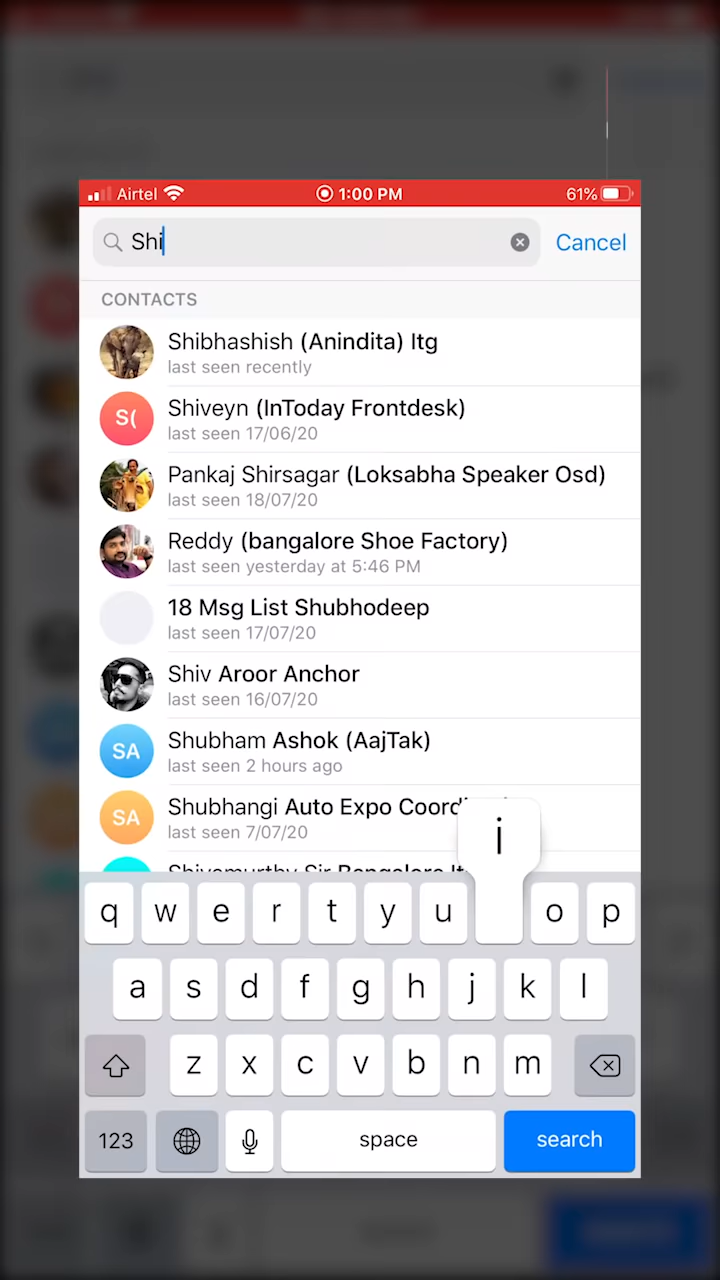 Airtel 1:00 PM 61%
Shi Cancel
CONTACTS
Shibhashish (Anindita) Itg
last seen recently
S( Shiveyn (InToday Frontdesk)
last seen 17/06/20
Pankaj Shirsagar (Loksabha Speaker Osd)
last seen 18/07/20
Reddy (bangalore Shoe Factory)
last seen yesterday at 5:46 PM
18 Msg List Shubhodeep
last seen 17/07/20
Shiv Aroor Anchor
last seen 16/07/20
SA Shubham Ashok (AajTak)
last seen 2 hours ago
SA Shubhangi Auto Expo
last seen 7/07/20
i
q w e r t y u o p
a s d f g h j k l
z x c v b n m
123 space search